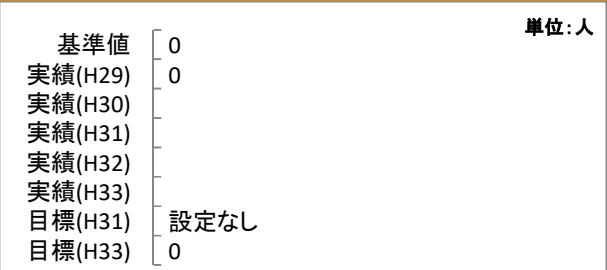 単位:人
基準値 0
実績(H29) 0
実績(H30)
実績(H31)
実績(H32)
実績(H33)
目標(H31) 設定なし
目標(H33) 0